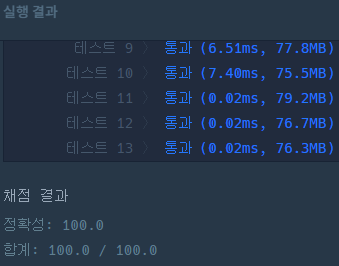 실행 결과
테스트 9 〉 통과 (6.51ms, 77.8MB)
테스트 10 〉 통과 (7.40ms, 75.5MB)
테스트 11 〉 통과 (0.02ms, 79.2MB)
테스트 12 〉 통과 (0.02ms, 76.7MB)
테스트 13 〉 통과 (0.02ms, 76.3MB)
채점 결과
정확성: 100.0
합계: 100.0 / 100.0